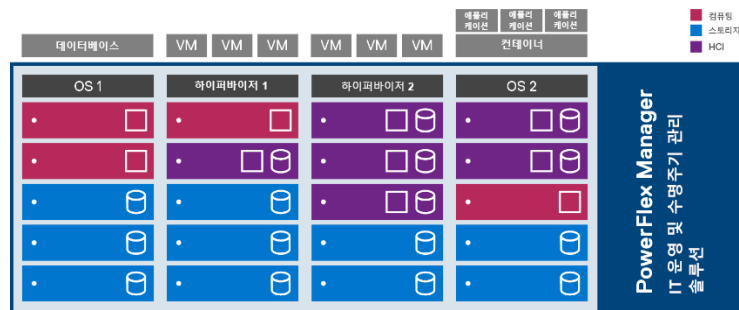 애플리케이션 애플리케이션 애플리케이션
컴퓨팅
스토리지
HCI
데이터베이스 VM VM VM VM VM VM 컨테이너
OS 1 하이퍼바이저 1 하이퍼바이저 2 OS 2
PowerFlex Manager
IT 운영 및 수명주기 관리
솔루션